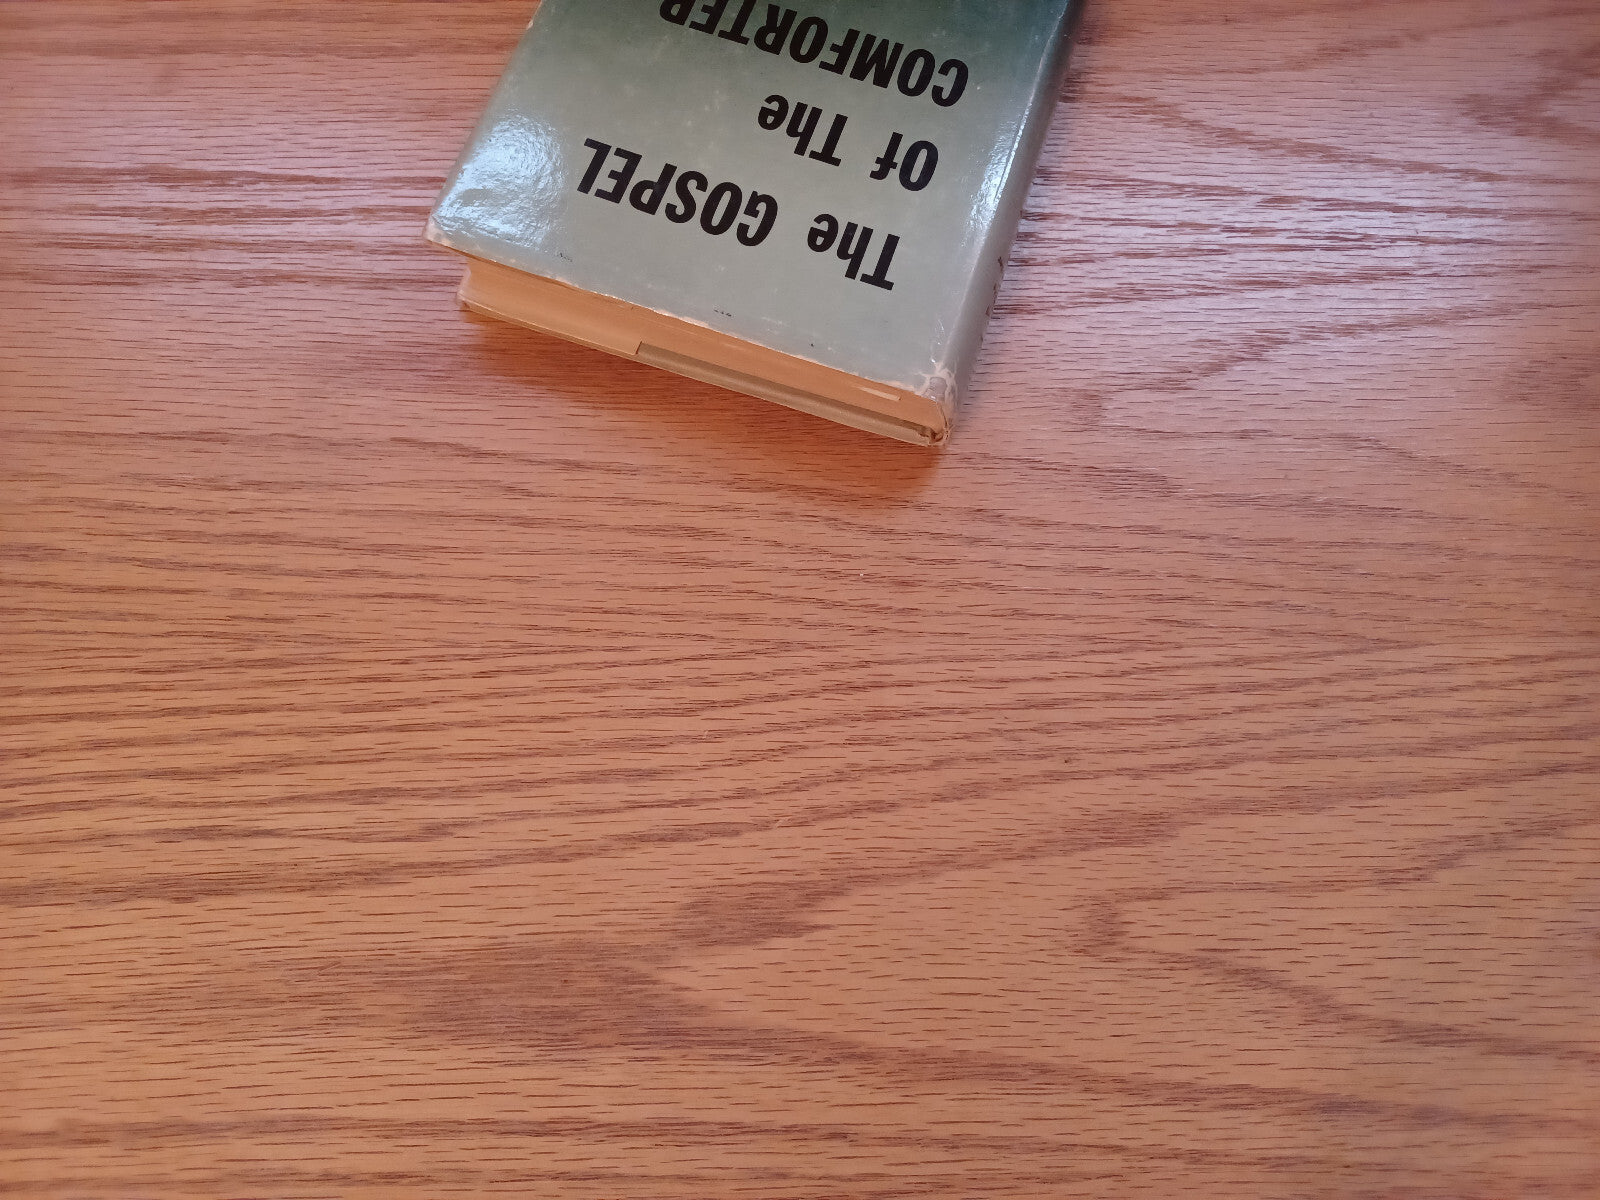 The GOSPEL
Of The
COMFORTER